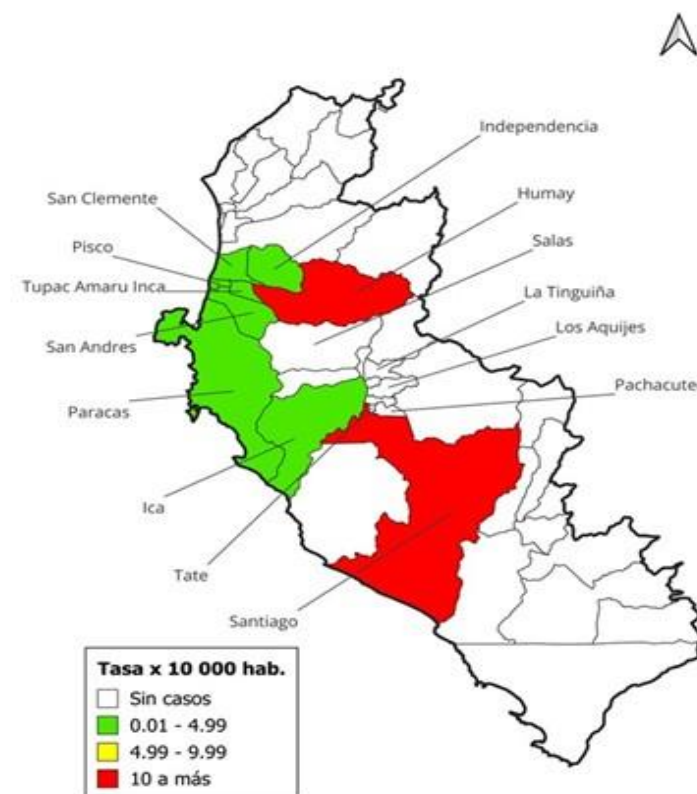 Independencia
San Clemente
Humay
Pisco
Salas
Tupac Amaru Inca
La Tinguiña
Los Aquijes
San Andres
Pachacute
Paracas
Ica
Tate
Santiago
Tasa x 10 000 hab.
Sin casos
0.01 - 4.99
4.99 - 9.99
10 a más